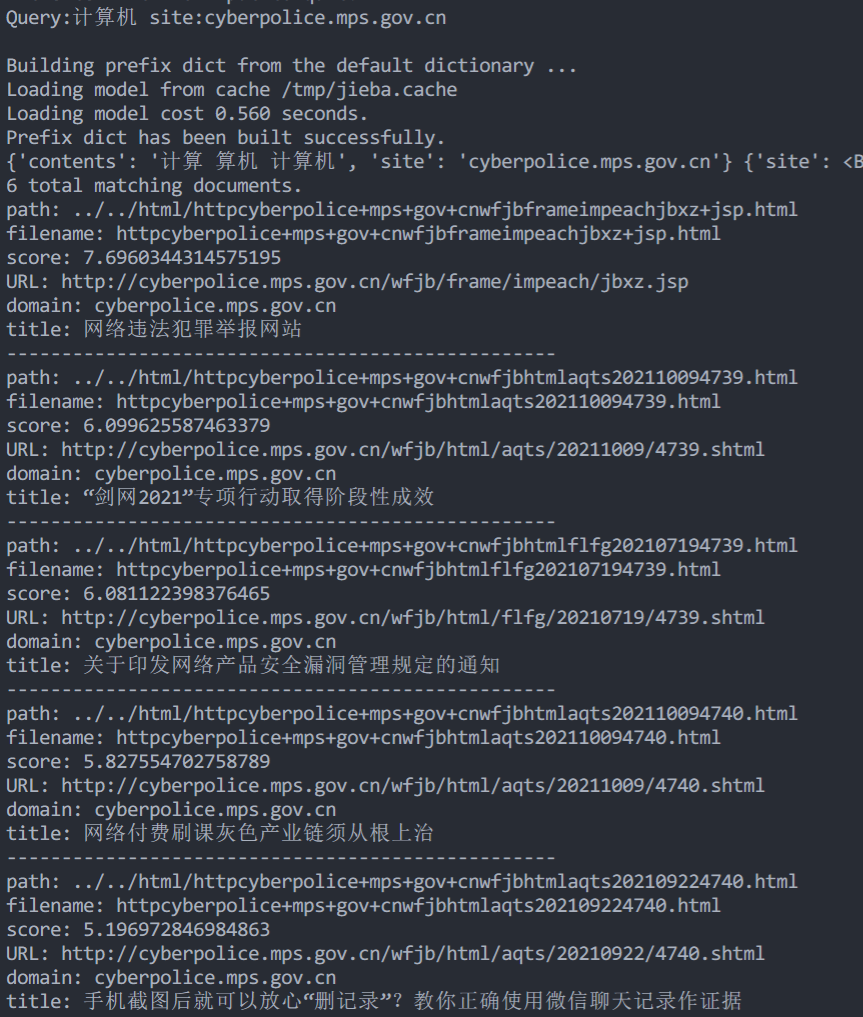 Query:计算机 site:cyberpolice.mps.gov.cn
Building prefix dict from the default dictionary ...
Loading model from cache /tmp/jieba.cache
Loading model cost 0.560 seconds.
Prefix dict has been built successfully.
{'contents': '计算 算机 计算机', 'site': 'cyberpolice.mps.gov.cn'} {'site': <B
6 total matching documents.
path: ../../html/httpcyberpolice+mps+gov+cnwfjbframeimpeachjbxz+jsp.html
filename: httpcyberpolice+mps+gov+cnwfjbframeimpeachjbxz+jsp.html
score: 7.6960344314575195
URL: http://cyberpolice.mps.gov.cn/wfjb/frame/impeach/jbxz.jsp
domain: cyberpolice.mps.gov.cn
title: 网络违法犯罪举报网站
--------------------------------------------------
path: ../../html/httpcyberpolice+mps+gov+cnwfjbhtmlaqts202110094739.html
filename: httpcyberpolice+mps+gov+cnwfjbhtmlaqts202110094739.html
score: 6.099625587463379
URL: http://cyberpolice.mps.gov.cn/wfjb/html/aqts/20211009/4739.shtml
domain: cyberpolice.mps.gov.cn
title: “剑网2021”专项行动取得阶段性成效
--------------------------------------------------
path: ../../html/httpcyberpolice+mps+gov+cnwfjbhtmlflfg202107194739.html
filename: httpcyberpolice+mps+gov+cnwfjbhtmlflfg202107194739.html
score: 6.081122398376465
URL: http://cyberpolice.mps.gov.cn/wfjb/html/flfg/20210719/4739.shtml
domain: cyberpolice.mps.gov.cn
title: 关于印发网络产品安全漏洞管理规定的通知
--------------------------------------------------
path: ../../html/httpcyberpolice+mps+gov+cnwfjbhtmlaqts202110094740.html
filename: httpcyberpolice+mps+gov+cnwfjbhtmlaqts202110094740.html
score: 5.827554702758789
URL: http://cyberpolice.mps.gov.cn/wfjb/html/aqts/20211009/4740.shtml
domain: cyberpolice.mps.gov.cn
title: 网络付费刷课灰色产业链须从根上治
--------------------------------------------------
path: ../../html/httpcyberpolice+mps+gov+cnwfjbhtmlaqts202109224740.html
filename: httpcyberpolice+mps+gov+cnwfjbhtmlaqts202109224740.html
score: 5.196972846984863
URL: http://cyberpolice.mps.gov.cn/wfjb/html/aqts/20210922/4740.shtml
domain: cyberpolice.mps.gov.cn
title: 手机截图后就可以放心“删记录”？教你正确使用微信聊天记录作证据